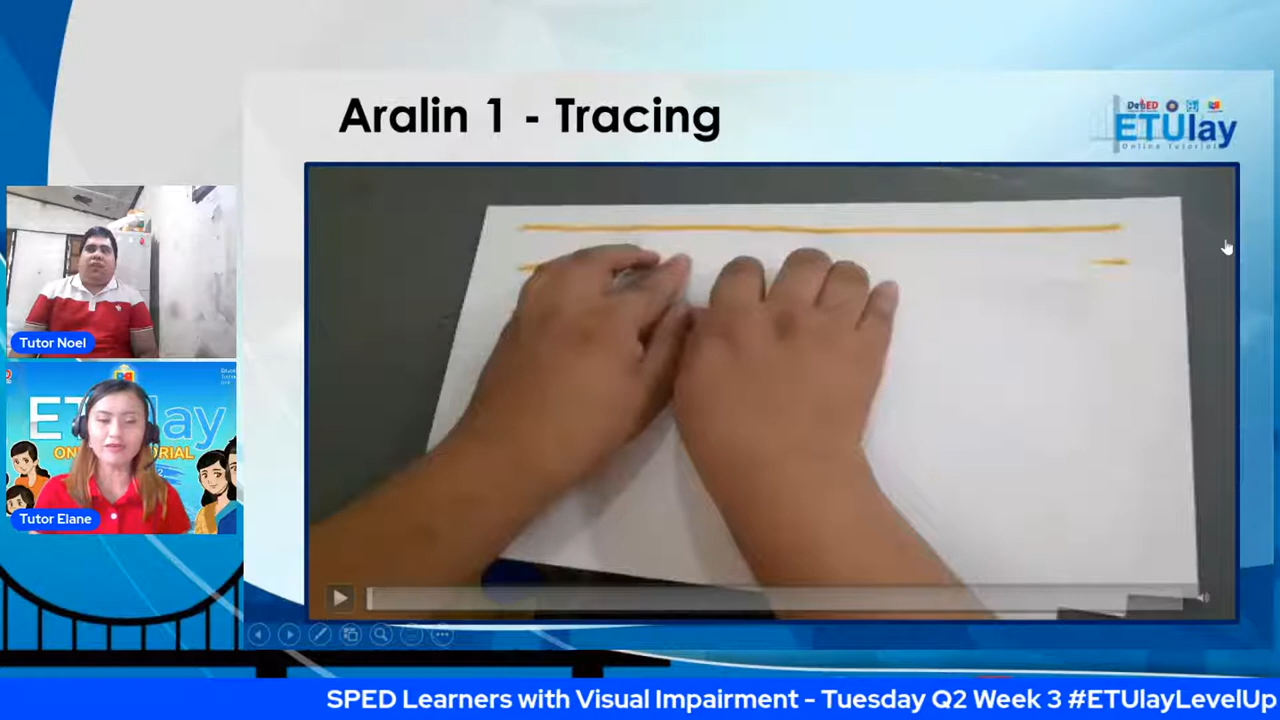 Aralin 1 - Tracing
DepED
ETUlay
Online Tutorial
Tutor Noel
ETUlay
Tutor Elane
SPED Learners with Visual Impairment - Tuesday Q2 Week 3 #ETUlayLevelUp